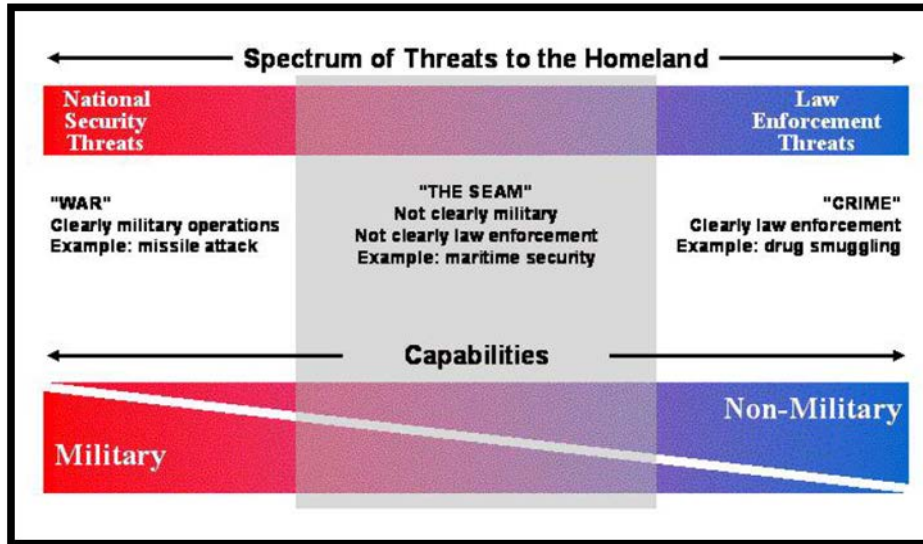 Spectrum of Threats to the Homeland
National
Security
Threats
Law
Enforcement
Threats
"WAR"
Clearly military operations
Example: missile attack
"THE SEAM"
Not clearly military
Not clearly law enforcement
Example: maritime security
"CRIME"
Clearly law enforcement
Example: drug smuggling
Capabilities
Military
Non-Military